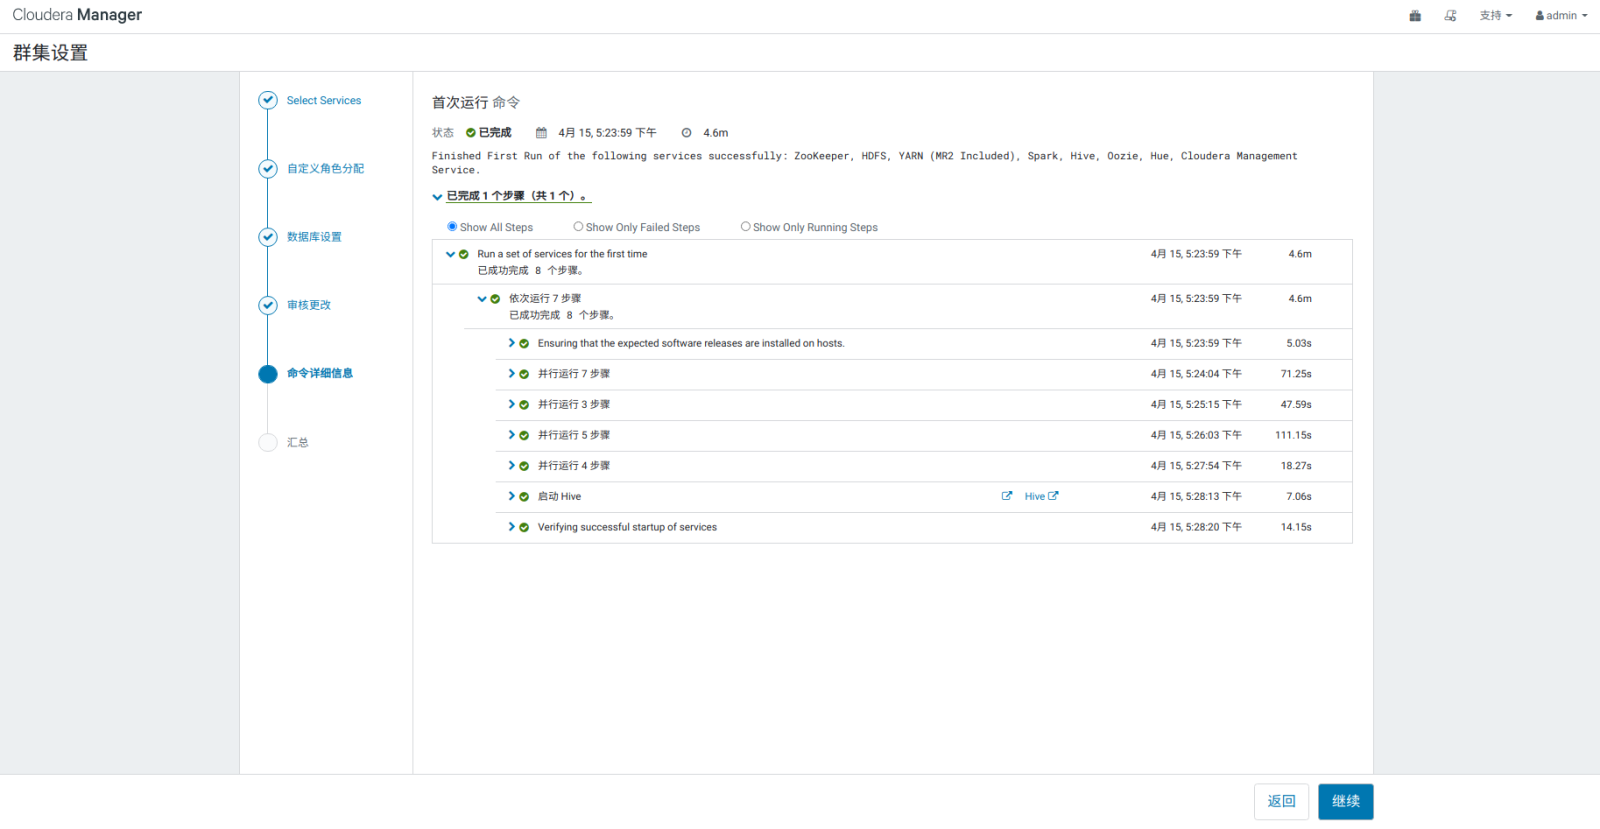 Cloudera Manager
支持
admin
群集设置
Select Services
自定义角色分配
数据库设置
审核更改
命令详细信息
汇总
首次运行 命令
状态 已完成 4月 15, 5:23:59 下午 4.6m
Finished First Run of the following services successfully: ZooKeeper, HDFS, YARN (MR2 Included), Spark, Hive, Oozie, Hue, Cloudera Management
Service.
已完成 1 个步骤（共 1 个）。
Show All Steps Show Only Failed Steps Show Only Running Steps
Run a set of services for the first time 4月 15, 5:23:59 下午 4.6m
已成功完成 8 个步骤。
依次运行 7 步骤 4月 15, 5:23:59 下午 4.6m
已成功完成 8 个步骤。
Ensuring that the expected software releases are installed on hosts. 4月 15, 5:23:59 下午 5.03s
并行运行 7 步骤 4月 15, 5:24:04 下午 71.25s
并行运行 3 步骤 4月 15, 5:25:15 下午 47.59s
并行运行 5 步骤 4月 15, 5:26:03 下午 111.15s
并行运行 4 步骤 4月 15, 5:27:54 下午 18.27s
启动 Hive Hive 4月 15, 5:28:13 下午 7.06s
Verifying successful startup of services 4月 15, 5:28:20 下午 14.15s
返回 继续